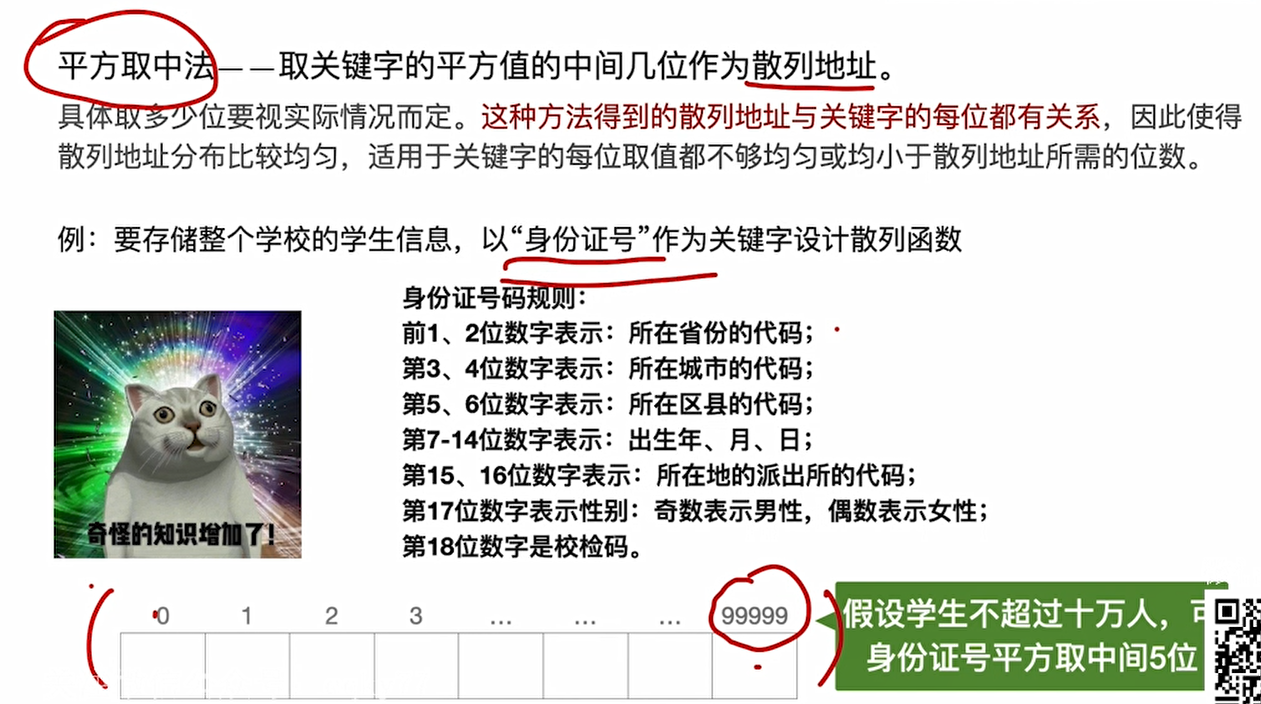 平方取中法——取关键字的平方值的中间几位作为散列地址。
具体取多少位要视实际情况而定。这种方法得到的散列地址与关键字的每位都有关系，因此使得
散列地址分布比较均匀，适用于关键字的每位取值都不够均匀或均小于散列地址所需的位数。
例：要存储整个学校的学生信息，以“身份证号”作为关键字设计散列函数
身份证号码规则：
前1、2位数字表示：所在省份的代码；
第3、4位数字表示：所在城市的代码；
第5、6位数字表示：所在区县的代码；
第7-14位数字表示：出生年、月、日；
第15、16位数字表示：所在地的派出所的代码；
第17位数字表示性别：奇数表示男性，偶数表示女性；
第18位数字是校检码。
奇怪的知识增加了！
0 1 2 3 … … … 99999
假设学生不超过十万人，可
身份证号平方取中间5位